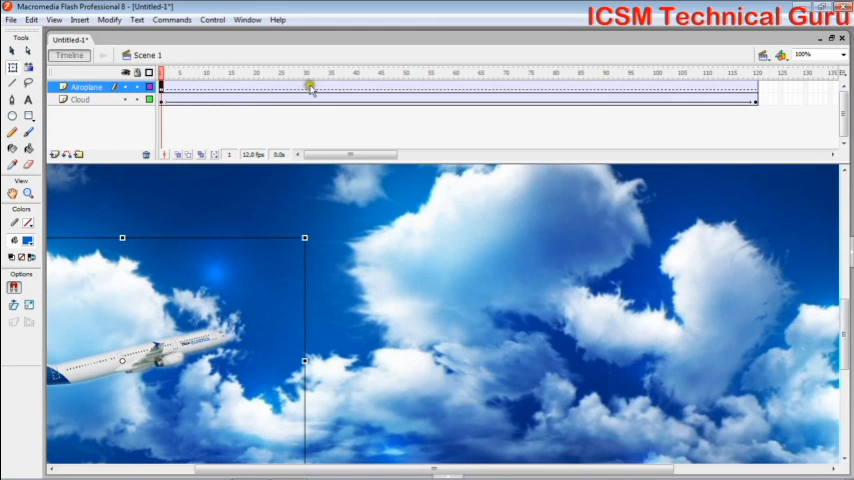 Macromedia Flash Professional 8 - [Untitled-1*]
ICSM Technical Guru
File Edit View Insert Modify Text Commands Control Window Help
Tools
Untitled-1*
Timeline
Scene 1
100%
5 10 15 20 25 30 35 40 45 50 55 60 65 70 75 80 85 90 95 100 105 110 115 120 125 130 135
Airoplane
Cloud
1 12.0 fps 0.0s
View
Colors
Options